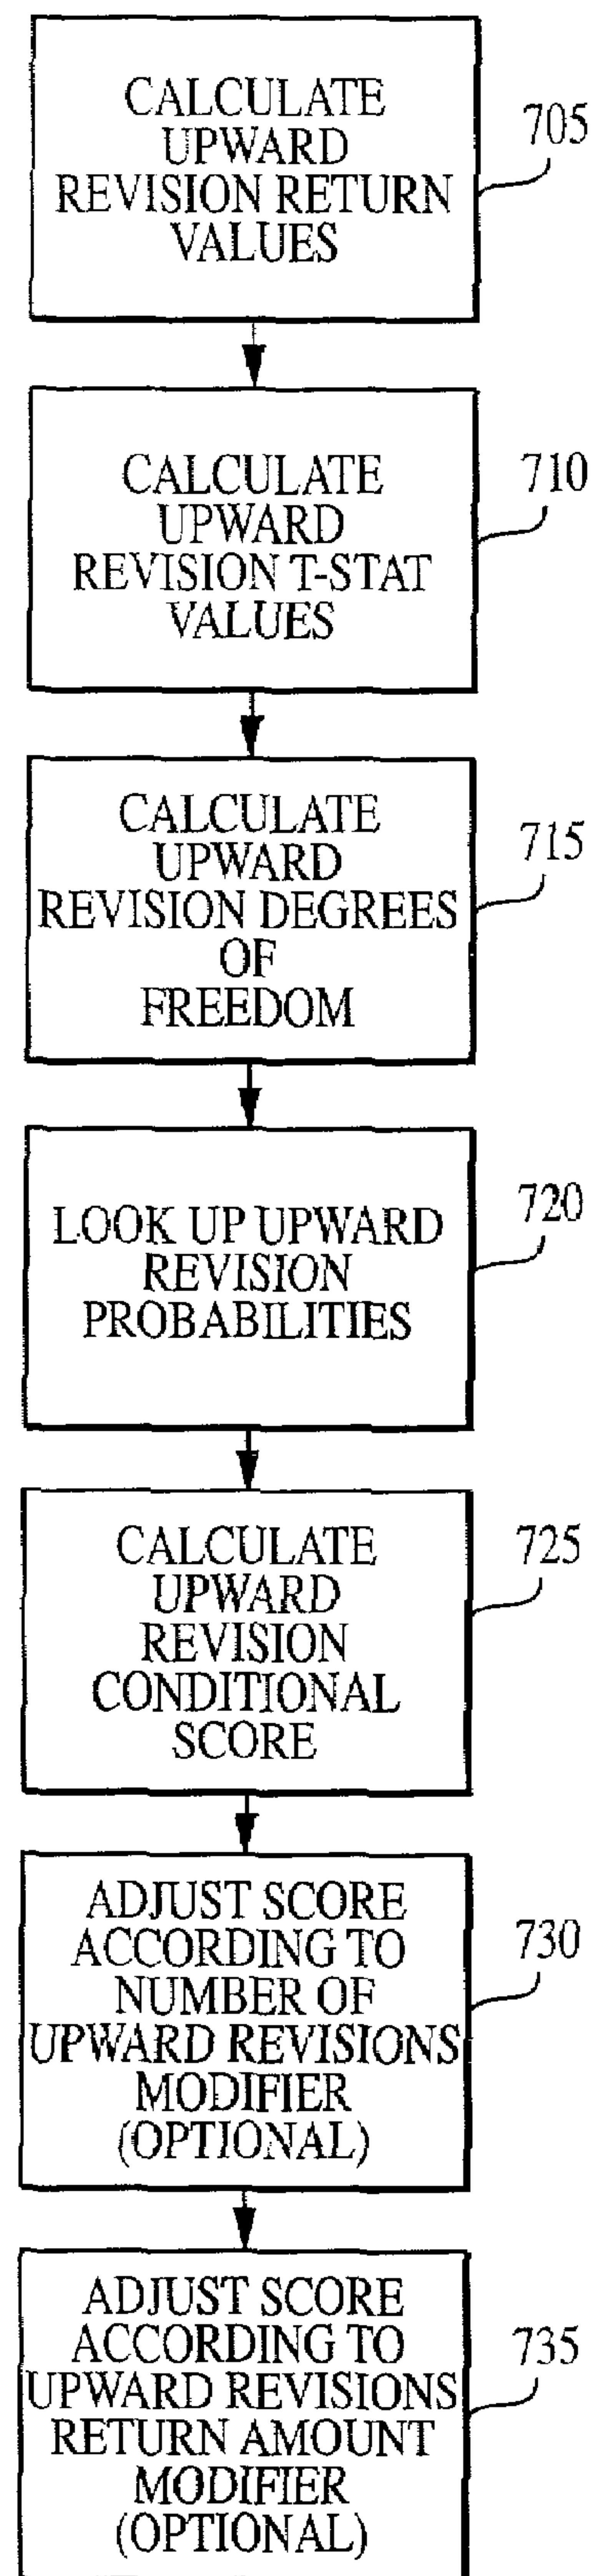 CALCULATE
UPWARD
REVISION RETURN
VALUES
705
CALCULATE
UPWARD
REVISION T-STAT
VALUES
710
CALCULATE
UPWARD
REVISION DEGREES
OF
FREEDOM
715
LOOK UP UPWARD
REVISION
PROBABILITIES
720
CALCULATE
UPWARD
REVISION
CONDITIONAL
SCORE
725
ADJUST SCORE
ACCORDING TO
NUMBER OF
UPWARD REVISIONS
MODIFIER
(OPTIONAL)
730
ADJUST SCORE
ACCORDING TO
UPWARD REVISIONS
RETURN AMOUNT
MODIFIER
(OPTIONAL)
735